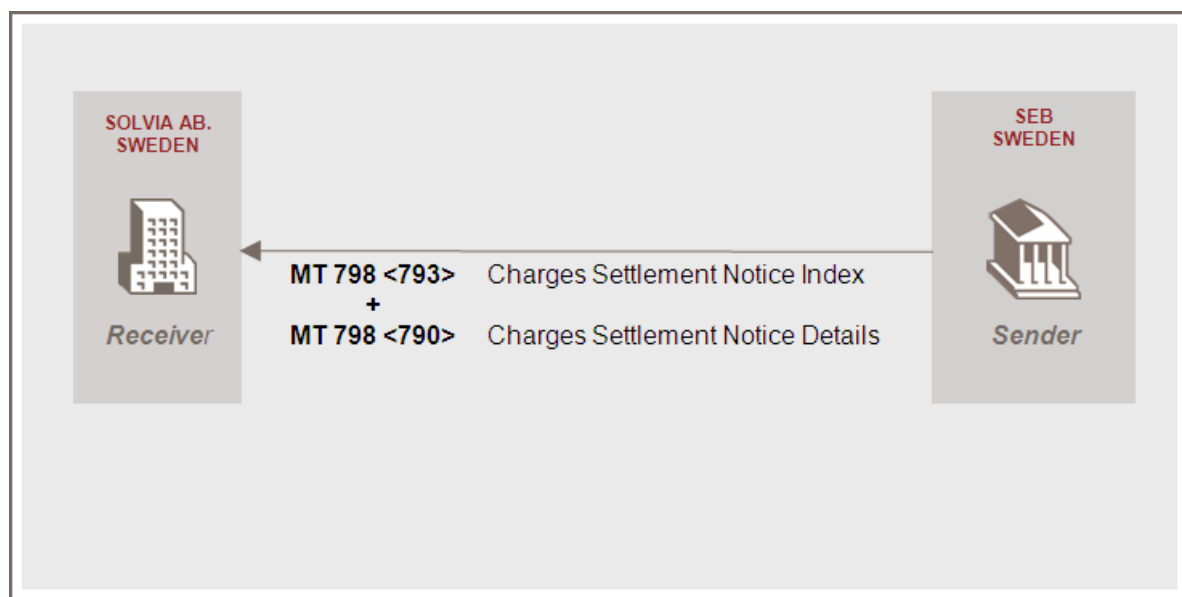 SOLVIA AB.
SWEDEN
SEB
SWEDEN
MT 798 <793> Charges Settlement Notice Index
+
MT 798 <790> Charges Settlement Notice Details
Receiver
Sender